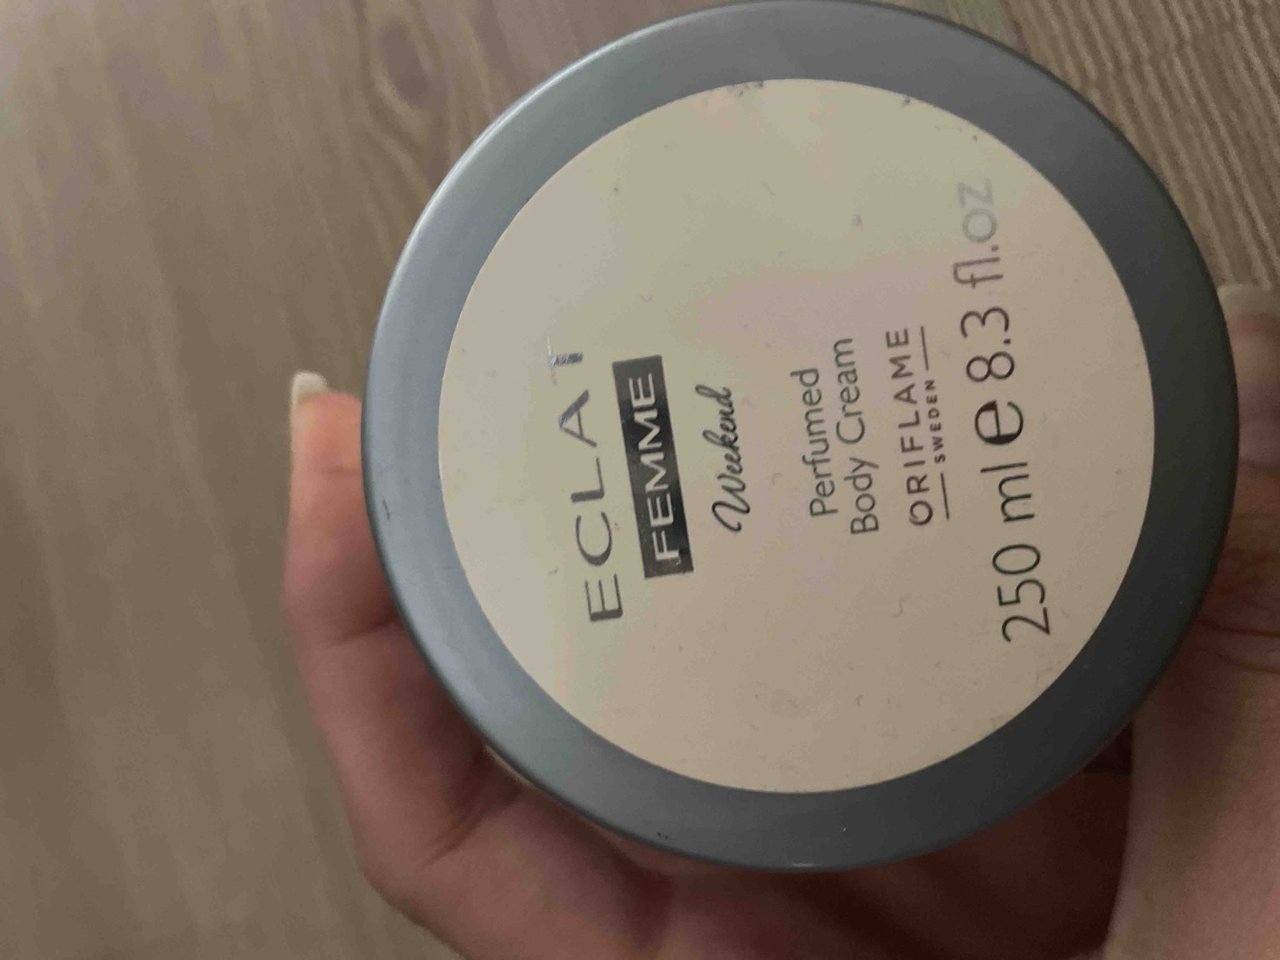 ECLAT
FEMME
Weekend
Perfumed
Body Cream
ORIFLAME
SWEDEN
250 ml e 8.3 fl.oz